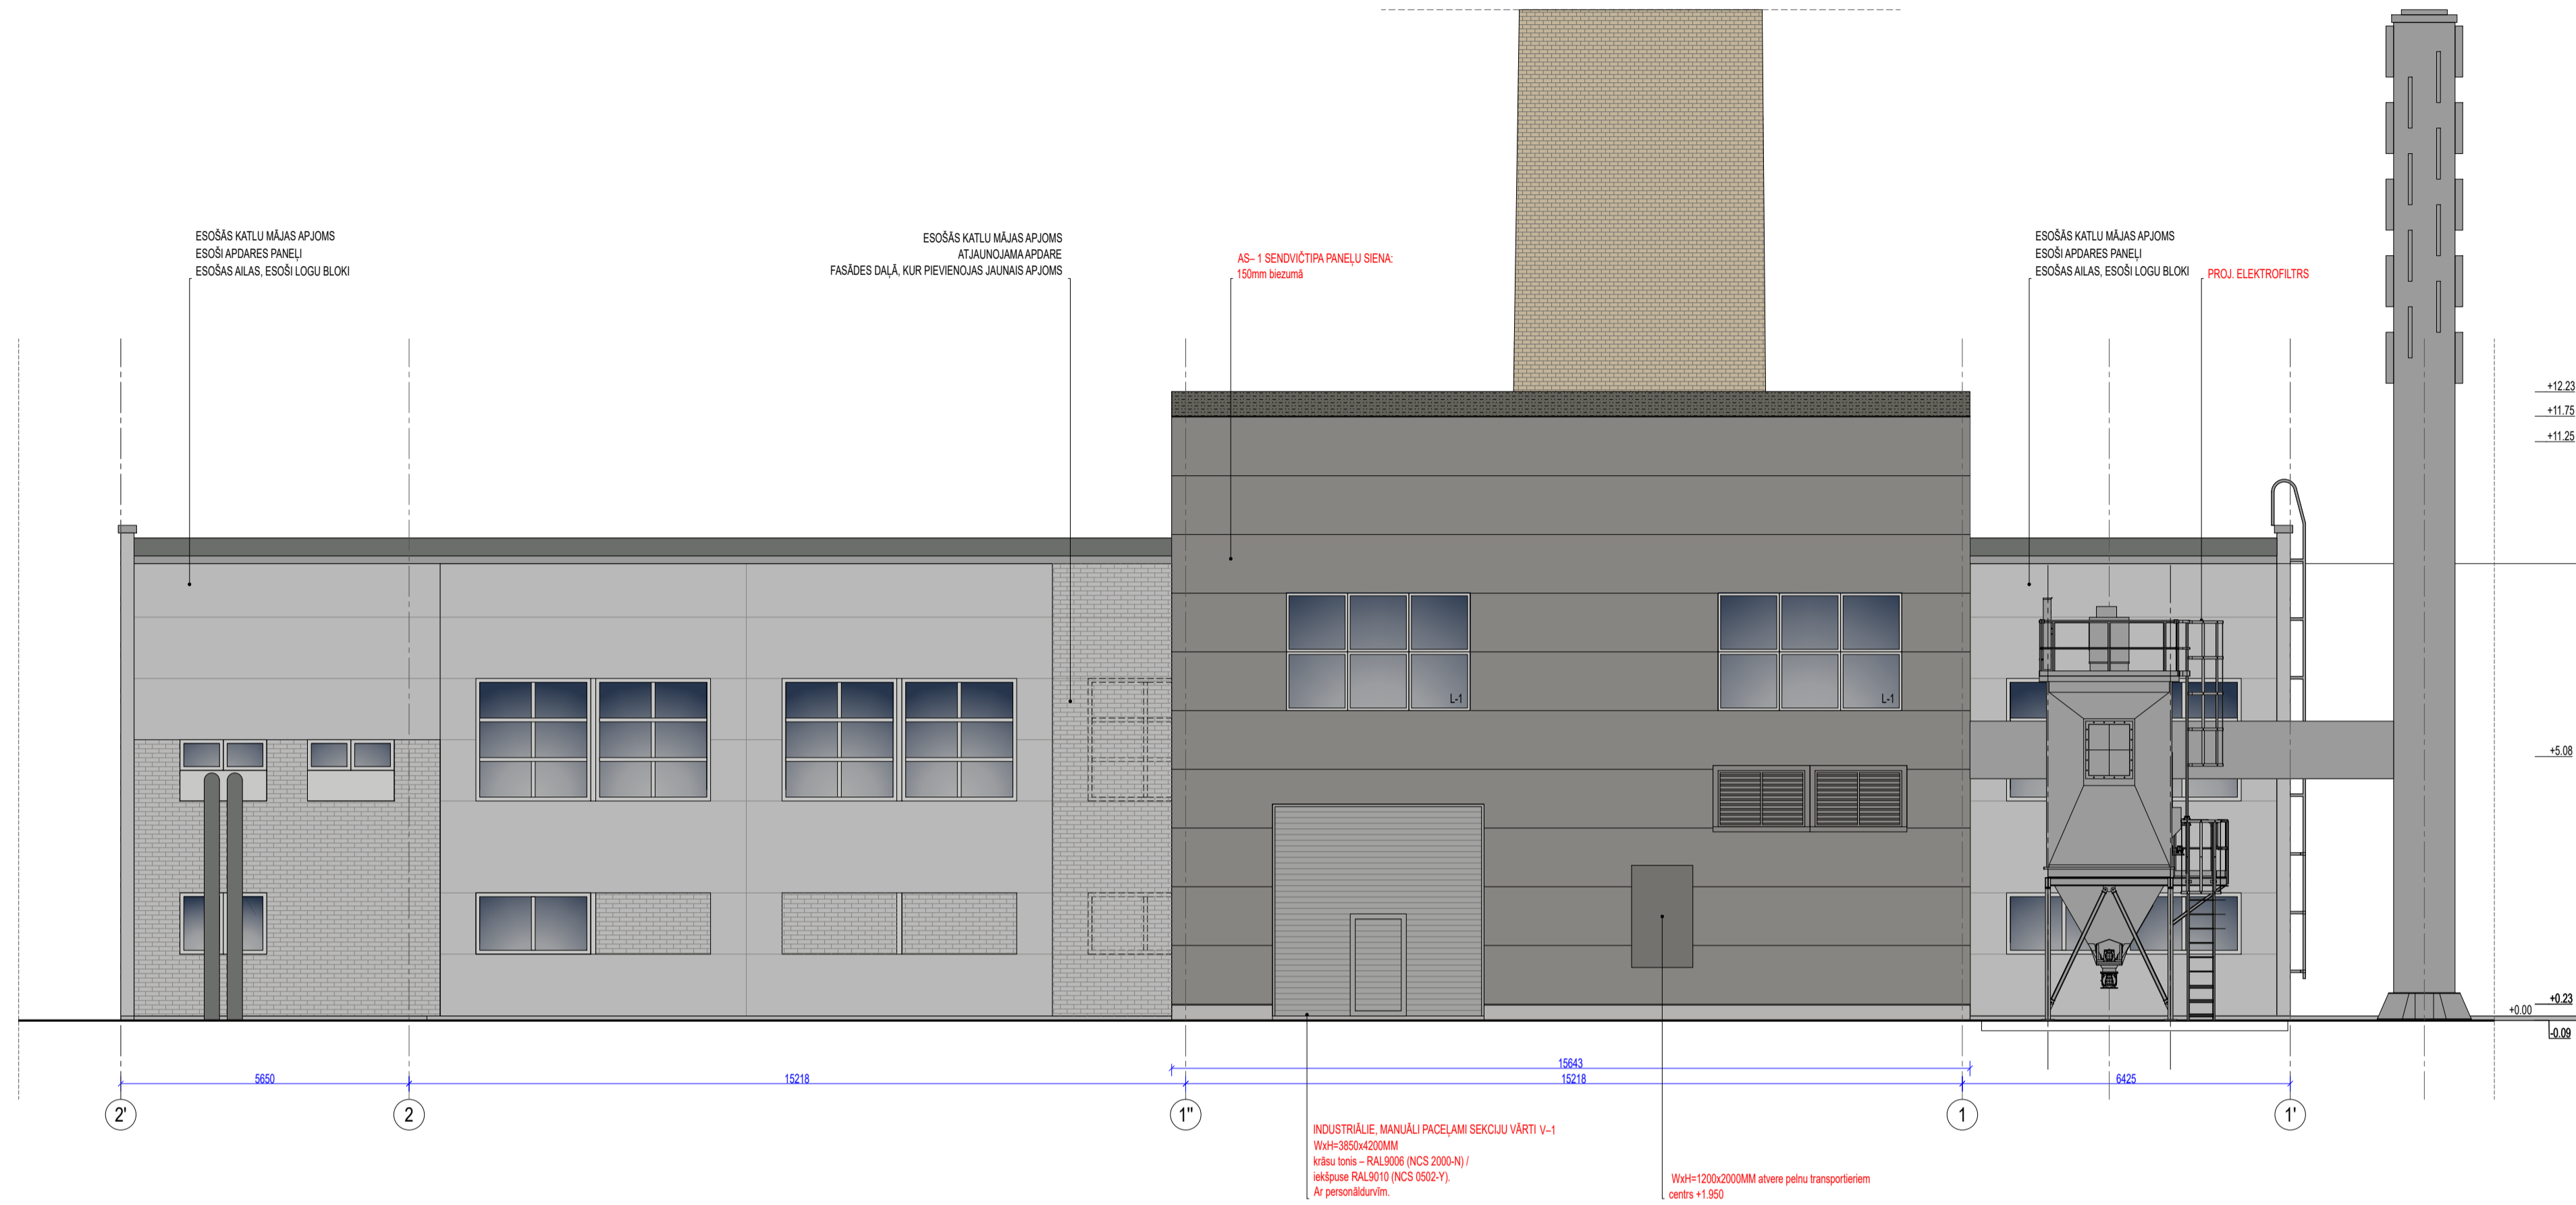 ESOŠĀS KATLU MĀJAS APJOMS
ESOŠI APDARES PANEĻI
ESOŠAS AILAS, ESOŠI LOGU BLOKI
ESOŠĀS KATLU MĀJAS APJOMS
ATJAUNOJAMA APDARE
FASĀDES DAĻĀ, KUR PIEVIENOJAS JAUNAIS APJOMS
AS– 1 SENDVIČTIPA PANEĻU SIENA:
150mm biezumā
ESOŠĀS KATLU MĀJAS APJOMS
ESOŠI APDARES PANEĻI
ESOŠAS AILAS, ESOŠI LOGU BLOKI
PROJ. ELEKTROFILTRS
+12.23
+11.75
+11.25
L-1
L-1
+5.08
+0.23
+0.00
-0.09
15643
5650
15218
15218
6425
2'
2
1"
1
1'
INDUSTRIĀLIE, MANUĀLI PACEĻAMI SEKCIJU VĀRTI V–1
WxH=3850x4200MM
krāsu tonis – RAL9006 (NCS 2000-N) /
iekšpuse RAL9010 (NCS 0502-Y).
Ar personāldurvīm.
WxH=1200x2000MM atvere pelnu transportieriem
centrs +1.950